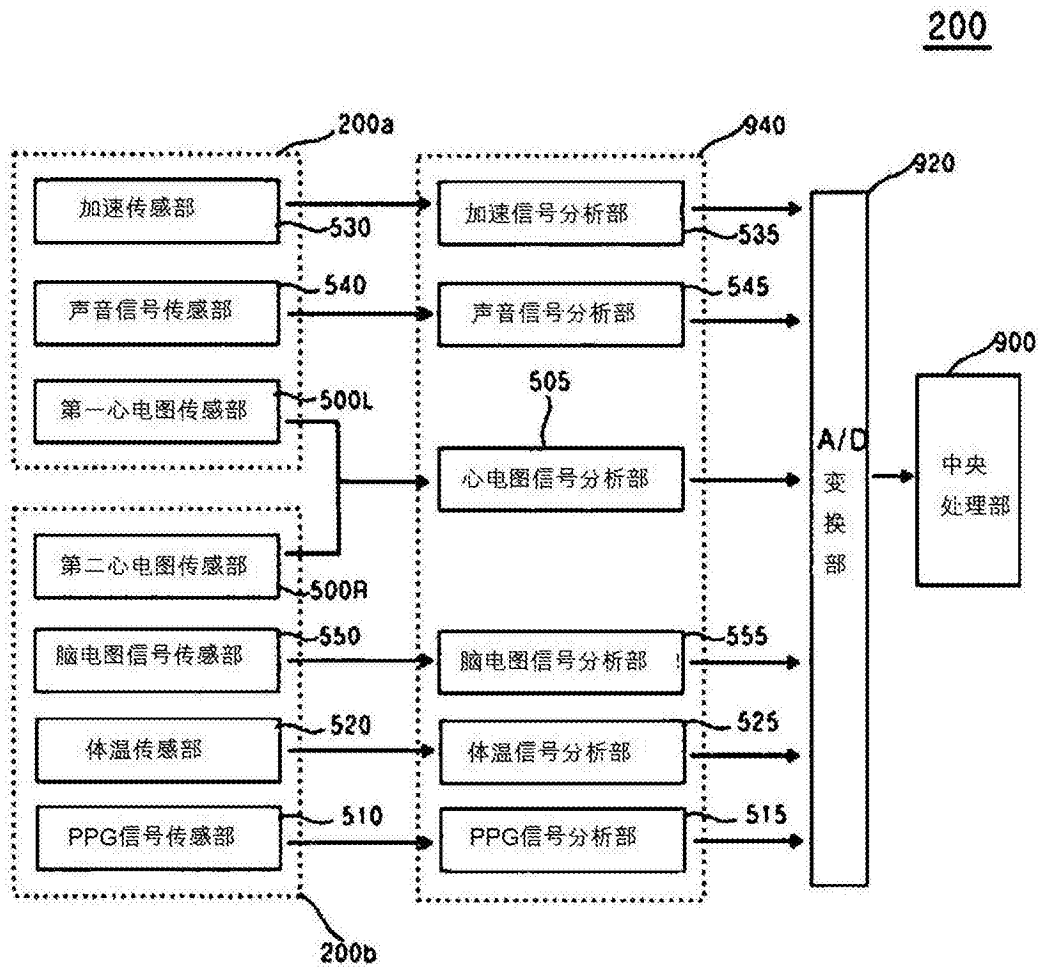 200
200a
940
920
加速传感部
530
加速信号分析部
535
540
声音信号传感部
545
声音信号分析部
900
第一心电图传感部
500L
505
心电图信号分析部
A/D
变
换
部
中央
处理部
第二心电图传感部
500R
脑电图信号传感部
550
脑电图信号分析部
555
体温传感部
520
体温信号分析部
525
PPG信号传感部
510
PPG信号分析部
515
200b